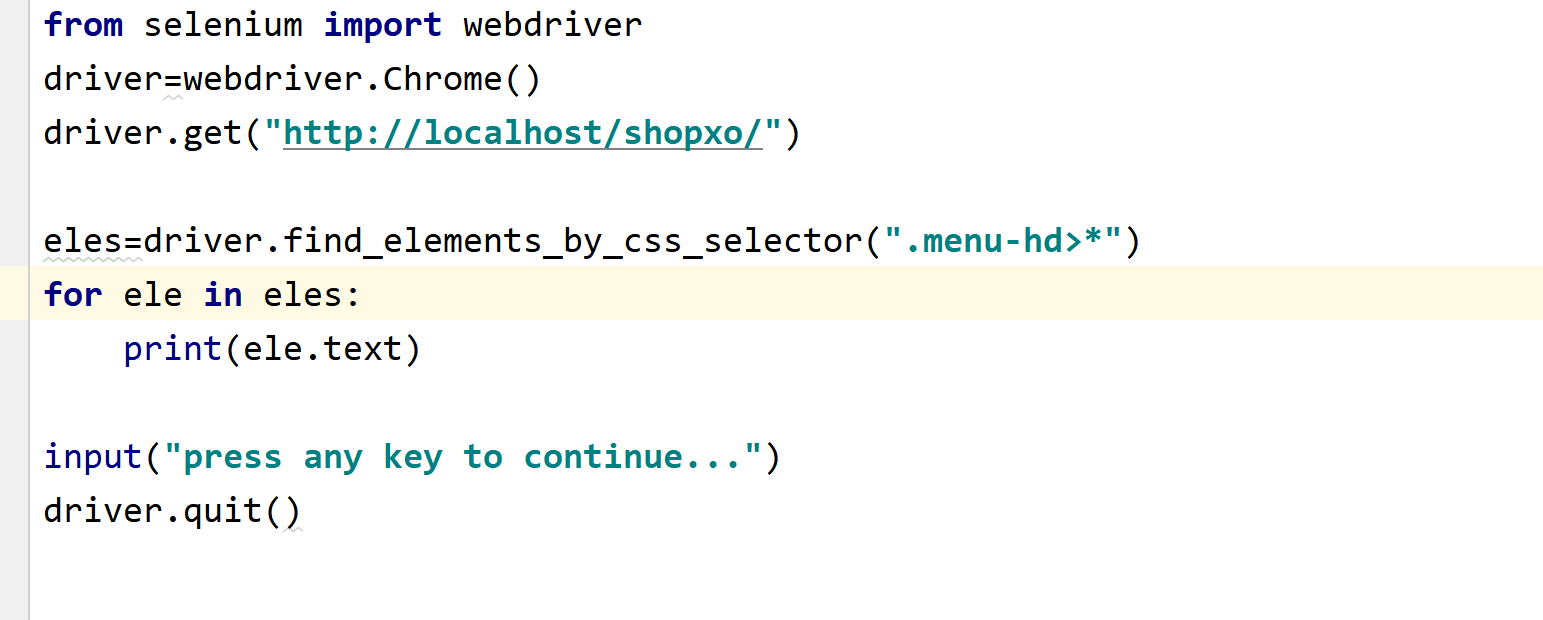 from selenium import webdriver
driver=webdriver.Chrome()
driver.get("http://localhost/shopxo/")
eles=driver.find_elements_by_css_selector(".menu-hd>*")
for ele in eles:
    print(ele.text)
input("press any key to continue...")
driver.quit()